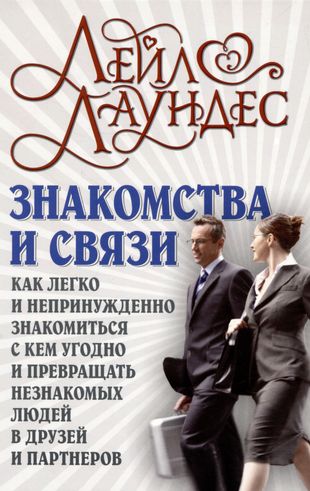 ЛЕЙЛ
ЛАУНДЕС
ЗНАКОМСТВА
И СВЯЗИ
КАК ЛЕГКО
И НЕПРИНУЖДЕННО
ЗНАКОМИТЬСЯ
С КЕМ УГОДНО
И ПРЕВРАЩАТЬ
НЕЗНАКОМЫХ
ЛЮДЕЙ
В ДРУЗЕЙ
И ПАРТНЕРОВ